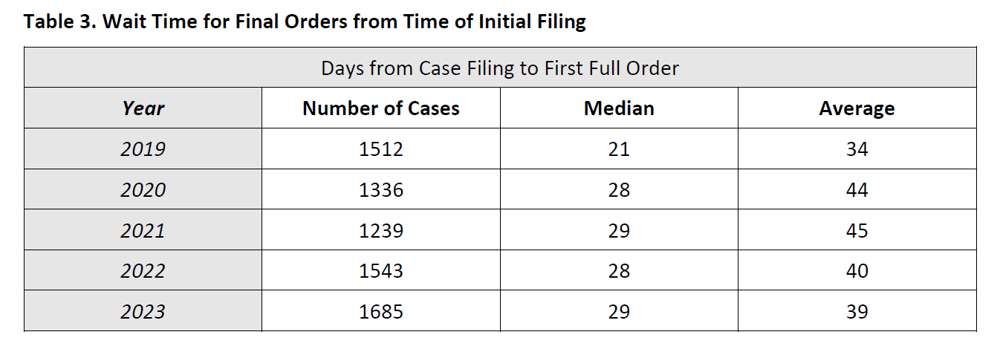 Table 3. Wait Time for Final Orders from Time of Initial Filing
Days from Case Filing to First Full Order
Year Number of Cases Median Average
2019 1512 21 34
2020 1336 28 44
2021 1239 29 45
2022 1543 28 40
2023 1685 29 39